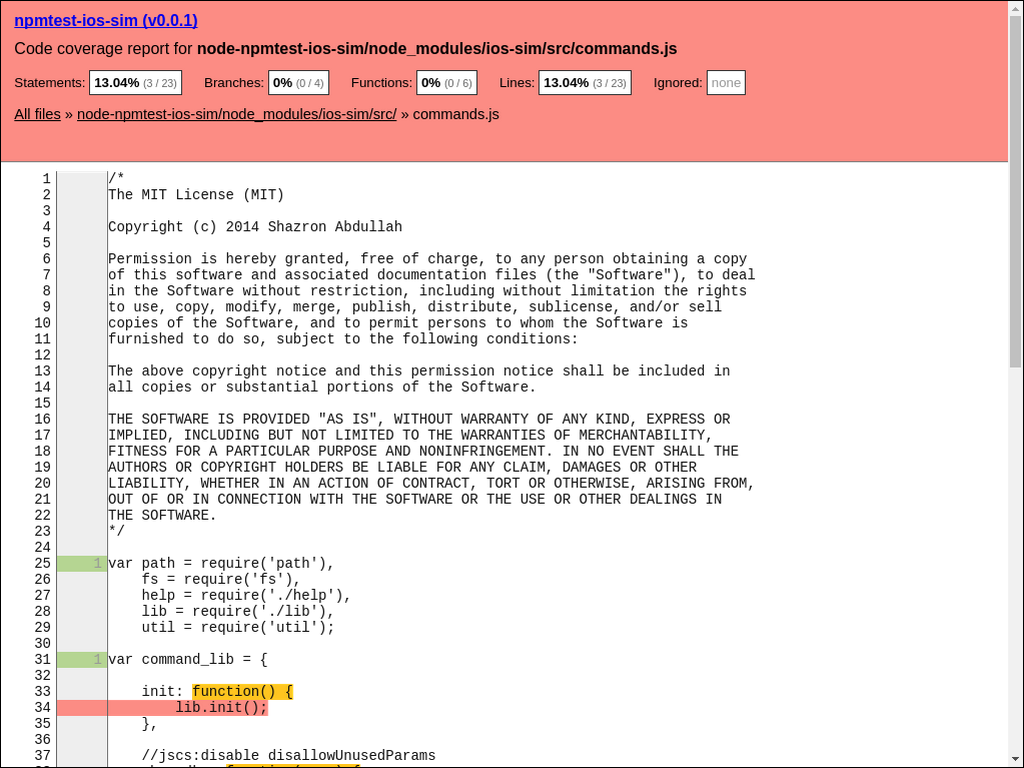 npmtest-ios-sim (v0.0.1)
Code coverage report for node-npmtest-ios-sim/node_modules/ios-sim/src/commands.js
Statements: 13.04% (3 / 23) Branches: 0% (0 / 4) Functions: 0% (0 / 6) Lines: 13.04% (3 / 23) Ignored: none
All files » node-npmtest-ios-sim/node_modules/ios-sim/src/ » commands.js
1 /*
2 The MIT License (MIT)
3
4 Copyright (c) 2014 Shazron Abdullah
5
6 Permission is hereby granted, free of charge, to any person obtaining a copy
7 of this software and associated documentation files (the "Software"), to deal
8 in the Software without restriction, including without limitation the rights
9 to use, copy, modify, merge, publish, distribute, sublicense, and/or sell
10 copies of the Software, and to permit persons to whom the Software is
11 furnished to do so, subject to the following conditions:
12
13 The above copyright notice and this permission notice shall be included in
14 all copies or substantial portions of the Software.
15
16 THE SOFTWARE IS PROVIDED "AS IS", WITHOUT WARRANTY OF ANY KIND, EXPRESS OR
17 IMPLIED, INCLUDING BUT NOT LIMITED TO THE WARRANTIES OF MERCHANTABILITY,
18 FITNESS FOR A PARTICULAR PURPOSE AND NONINFRINGEMENT. IN NO EVENT SHALL THE
19 AUTHORS OR COPYRIGHT HOLDERS BE LIABLE FOR ANY CLAIM, DAMAGES OR OTHER
20 LIABILITY, WHETHER IN AN ACTION OF CONTRACT, TORT OR OTHERWISE, ARISING FROM,
21 OUT OF OR IN CONNECTION WITH THE SOFTWARE OR THE USE OR OTHER DEALINGS IN
22 THE SOFTWARE.
23 */
24
25 1 var path = require('path'),
26 fs = require('fs'),
27 help = require('./help'),
28 lib = require('./lib'),
29 util = require('util');
30
31 1 var command_lib = {
32
33 init: function() {
34 lib.init();
35 },
36
37 //jscs:disable disallowUnusedParams